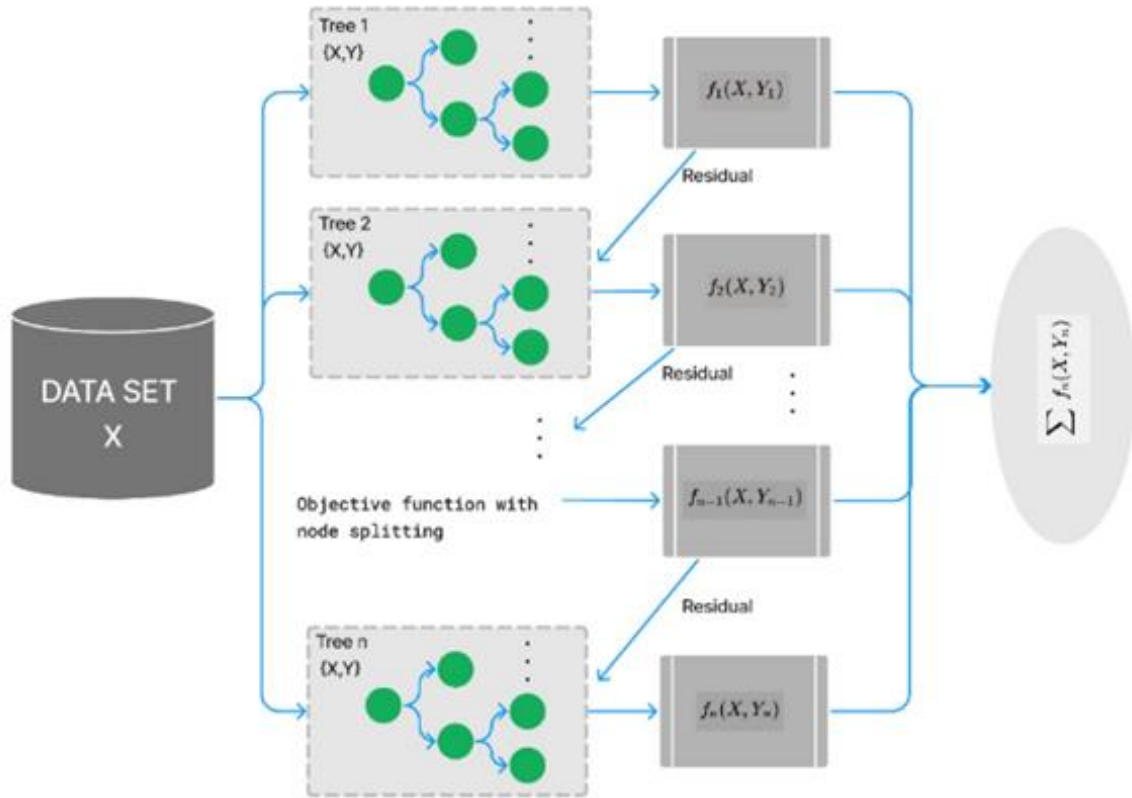 Tree 1
{X,Y}
f₁(X, Y₁)
Residual
Tree 2
{X,Y}
f₂(X, Y₂)
Residual
DATA SET
X
Objective function with
node splitting
fₙ₋₁(X, Yₙ₋₁)
Residual
Tree n
{X,Y}
fₙ(X, Yₙ)
∑ fₙ(X, Yₙ)